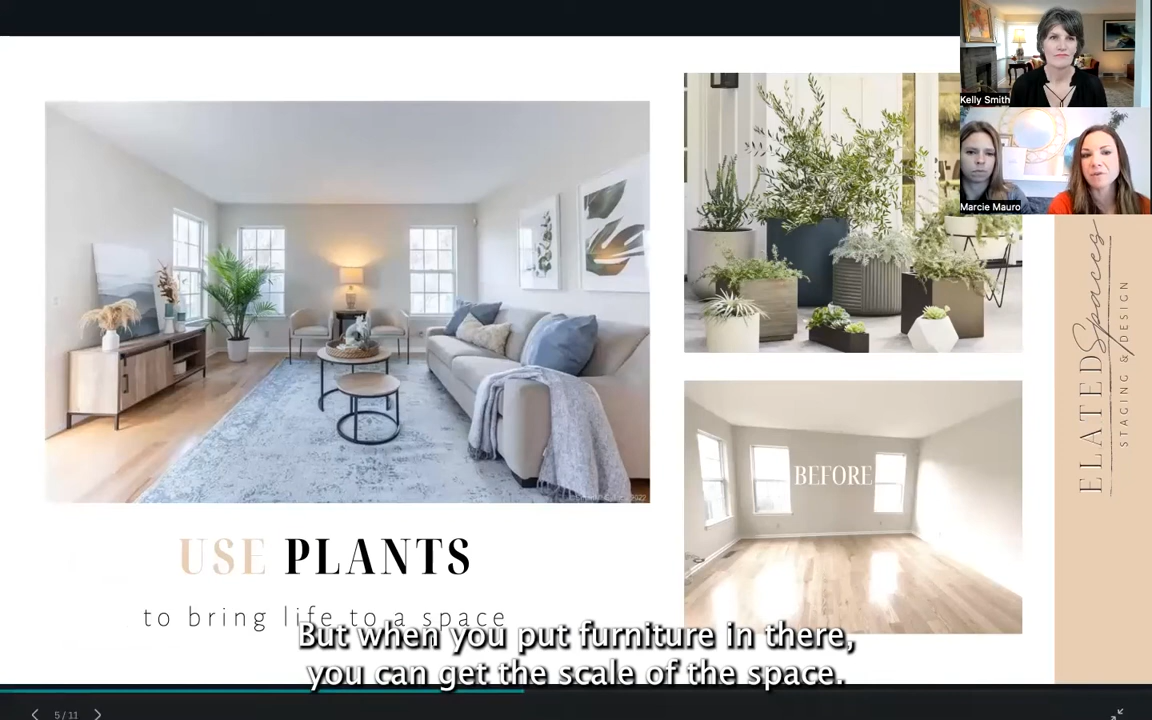 Kelly Smith
Marcie Mauro
BEFORE
USE PLANTS
to bring life to a space
ELATED Spaces
STAGING & DESIGN
But when you put furniture in there,
you can get the scale of the space.
5 / 11